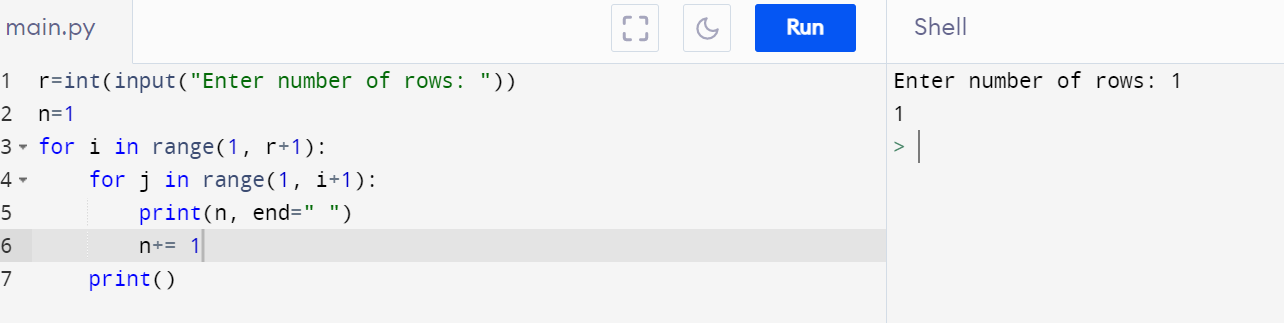 main.py
Run
Shell
1 r=int(input("Enter number of rows: "))
2 n=1
3 for i in range(1, r+1):
4     for j in range(1, i+1):
5         print(n, end=" ")
6         n+= 1
7     print()
Enter number of rows: 1
1
>